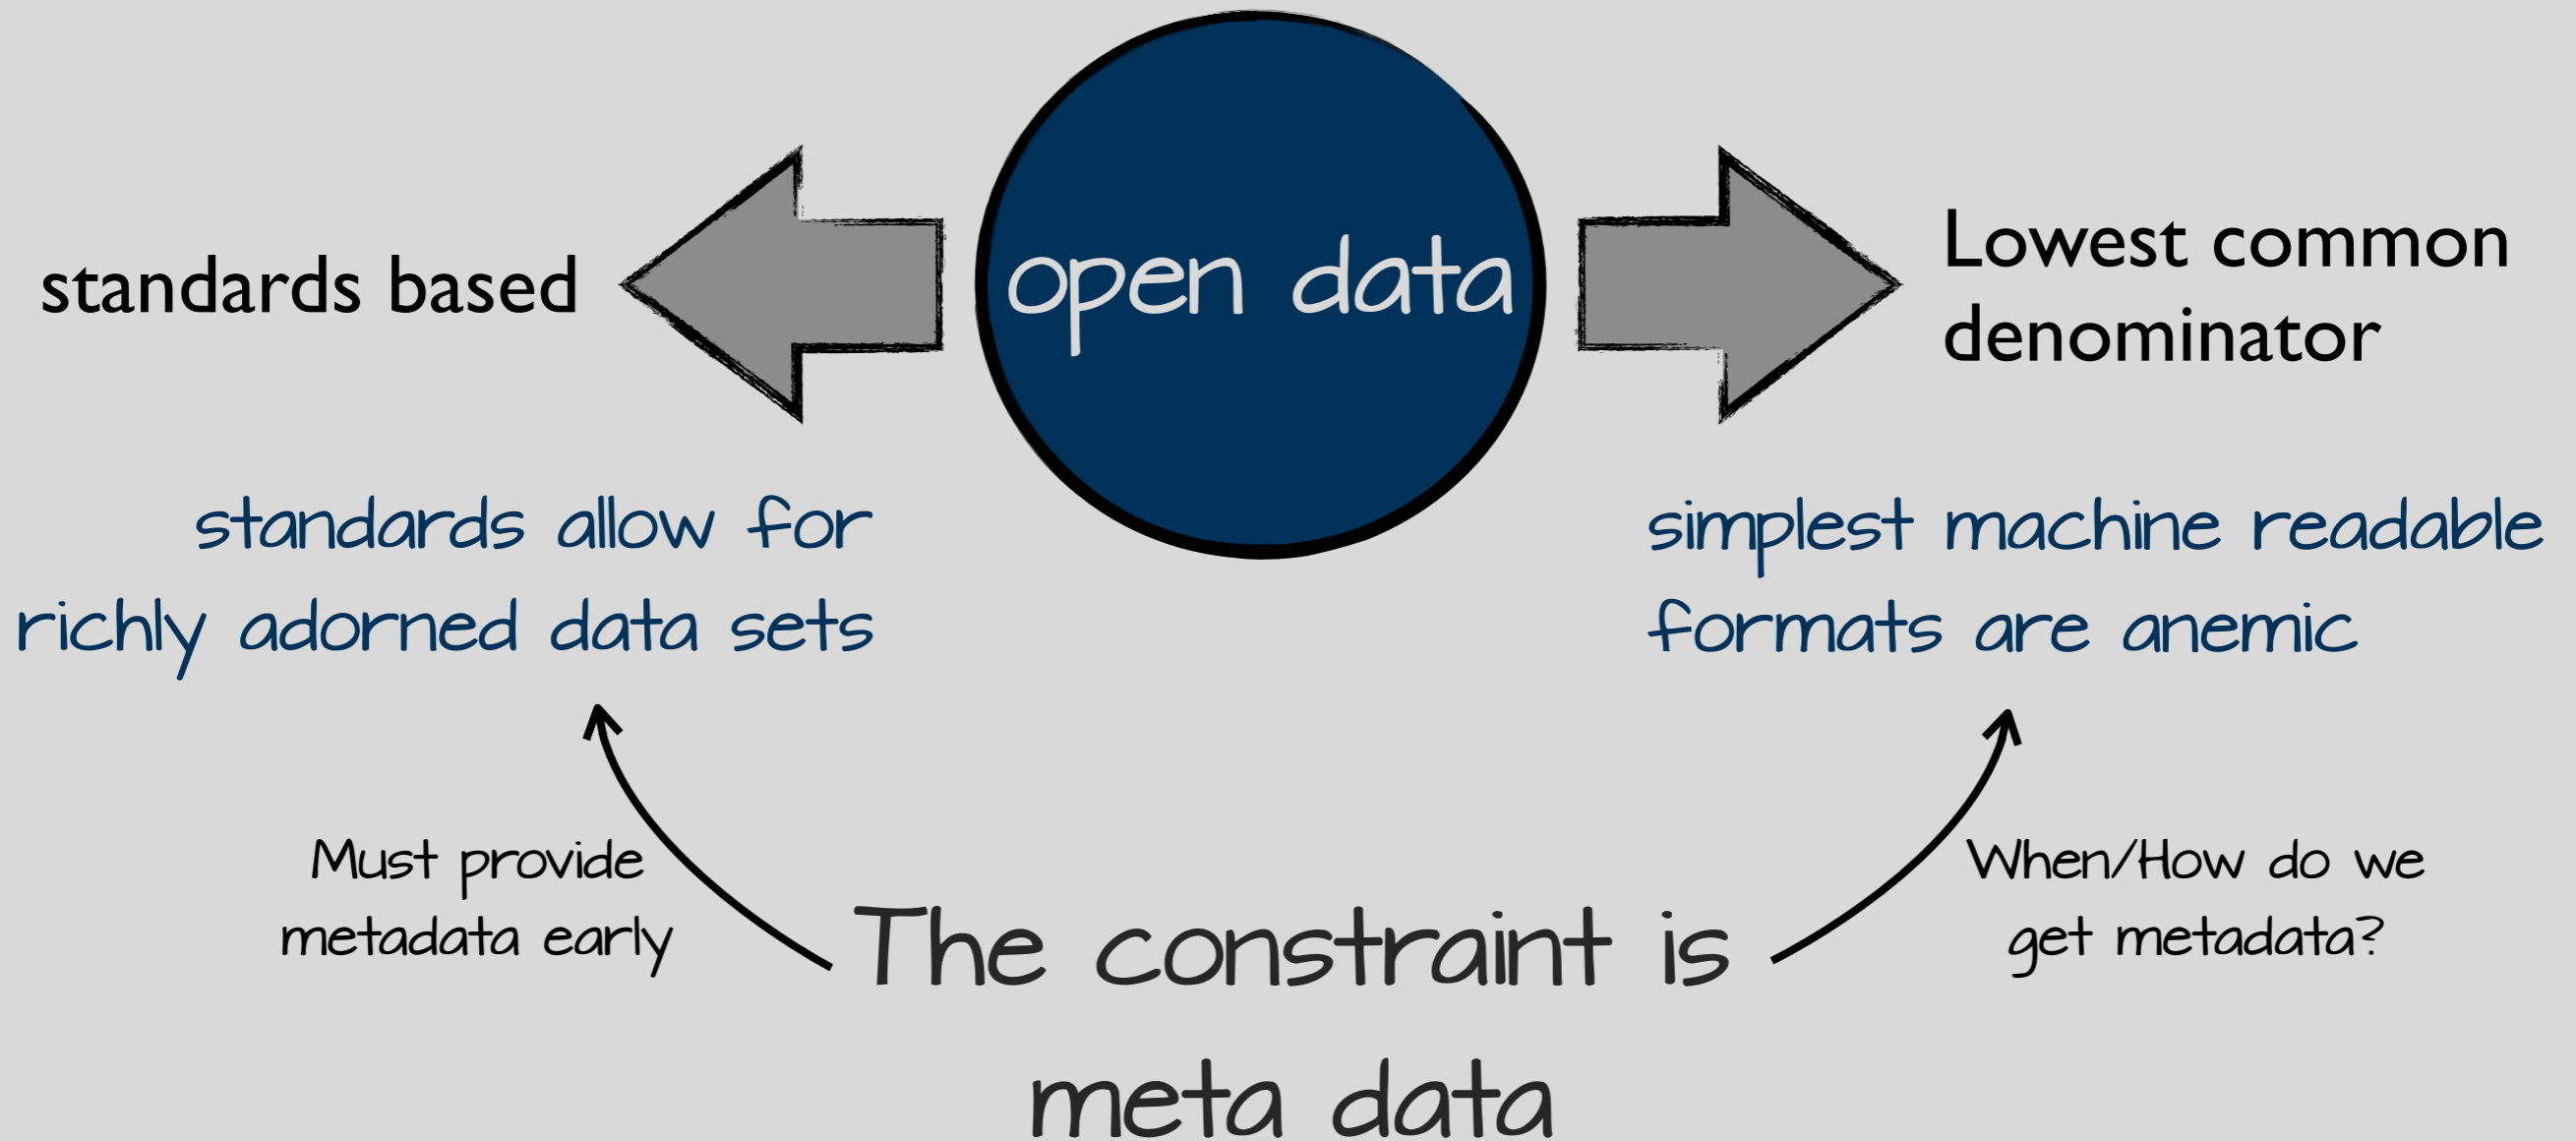 open data
standards based
Lowest common
denominator
standards allow for
richly adorned data sets
simplest machine readable
formats are anemic
Must provide
metadata early
When/How do we
get metadata?
The constraint is
meta data